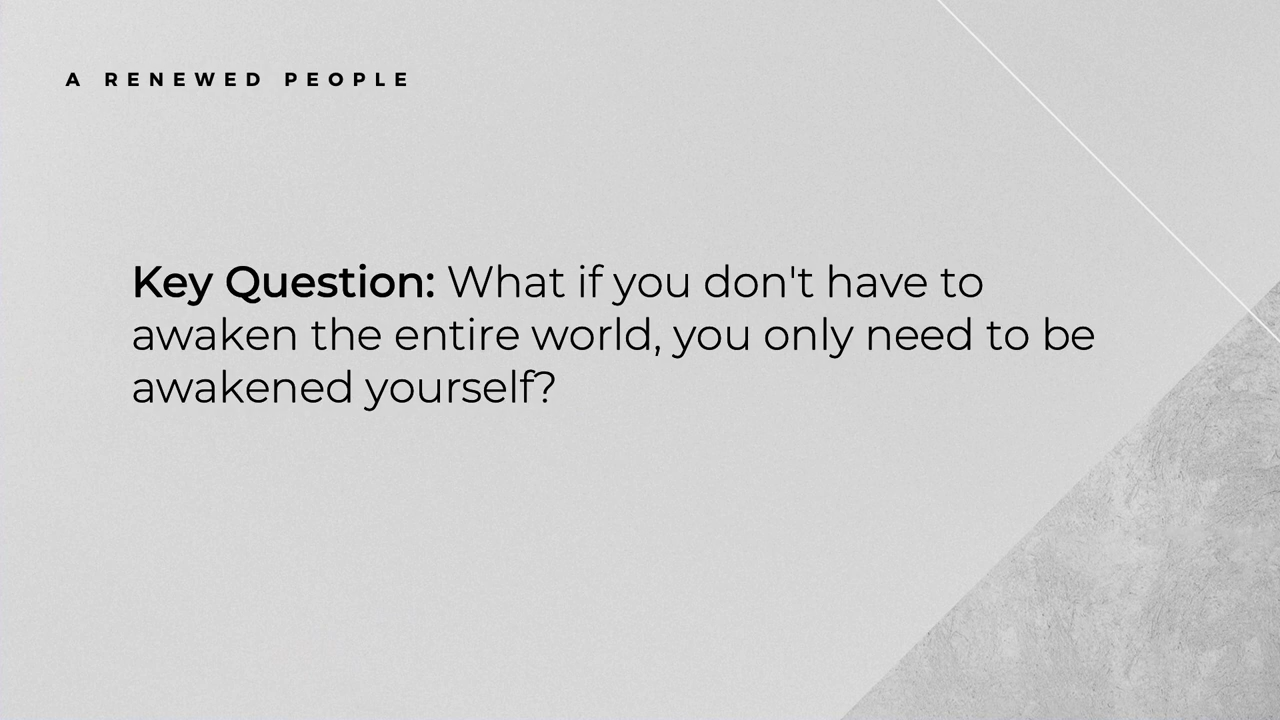 A RENEWED PEOPLE
Key Question: What if you don't have to
awaken the entire world, you only need to be
awakened yourself?